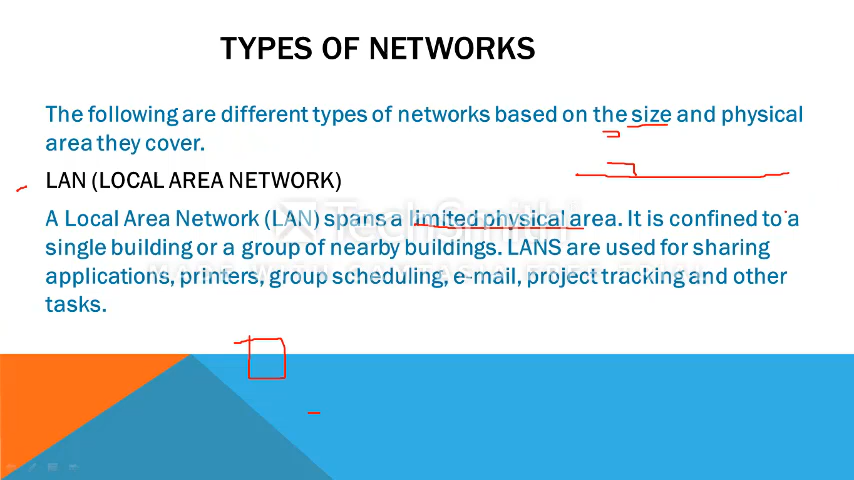 TYPES OF NETWORKS
The following are different types of networks based on the size and physical
area they cover.
LAN (LOCAL AREA NETWORK)
A Local Area Network (LAN) spans a limited physical area. It is confined to a
single building or a group of nearby buildings. LANS are used for sharing
applications, printers, group scheduling, e-mail, project tracking and other
tasks.
TechSmith